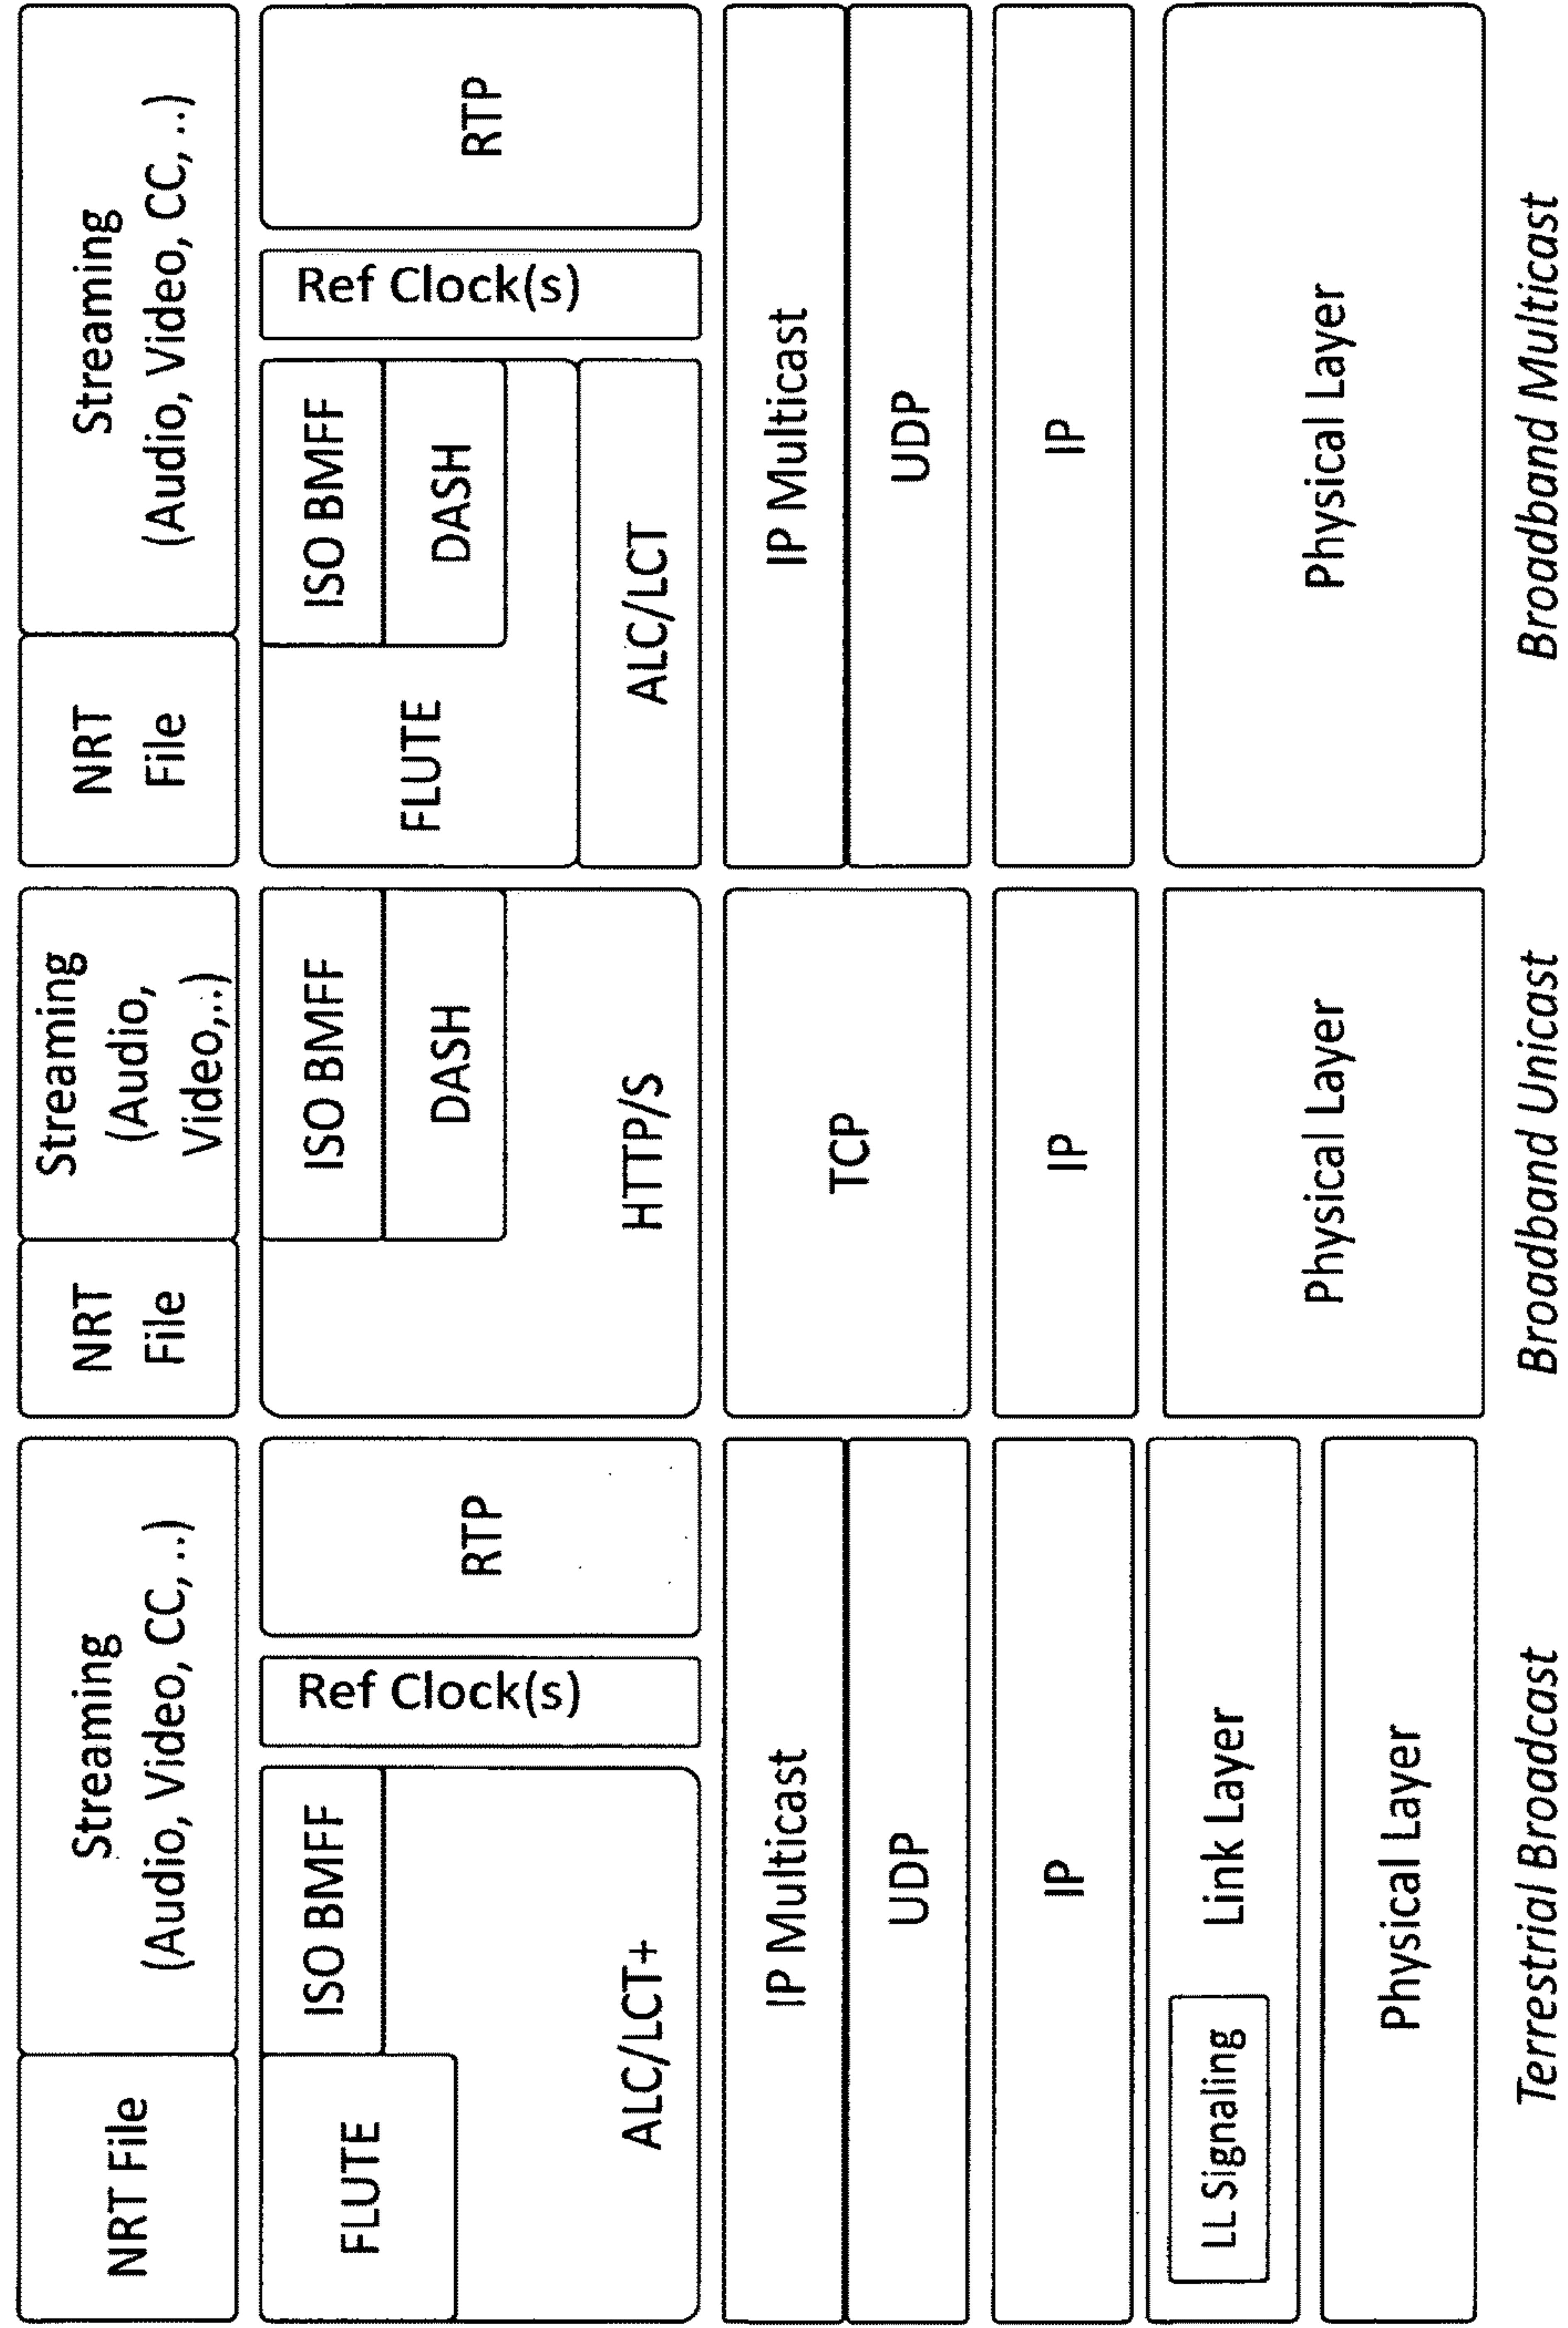 NRT File
Streaming
(Audio, Video, CC, ..)
FLUTE
ISO BMFF
ALC/LCT+
Ref Clock(s)
RTP
IP Multicast
UDP
IP
LL Signaling
Link Layer
Physical Layer
Terrestrial Broadcast
NRT
File
Streaming
(Audio,
Video,..)
ISO BMFF
DASH
HTTP/S
TCP
IP
Physical Layer
Broadband Unicast
NRT
File
Streaming
(Audio, Video, CC, ..)
FLUTE
ISO BMFF
DASH
ALC/LCT
Ref Clock(s)
RTP
IP Multicast
UDP
IP
Physical Layer
Broadband Multicast